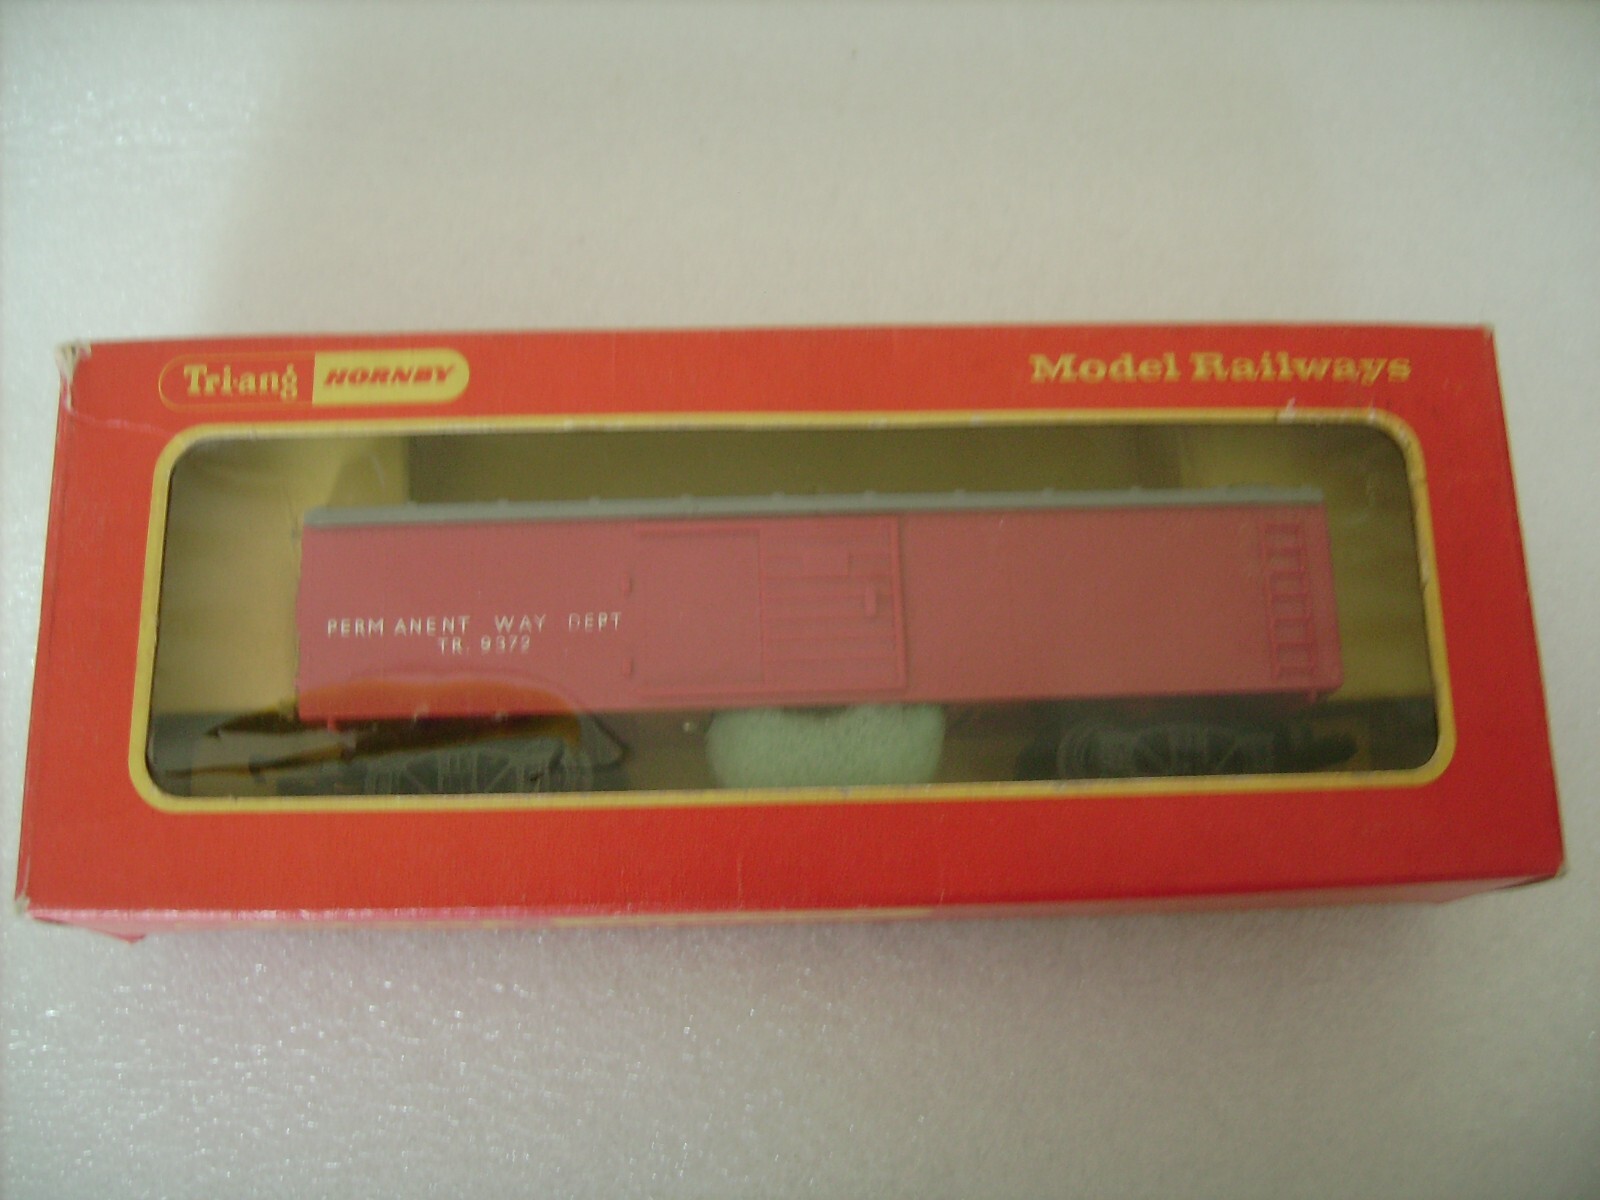 Tri-ang HORNBY
Model Railways
PERMANENT WAY DEPT
TR. 9372